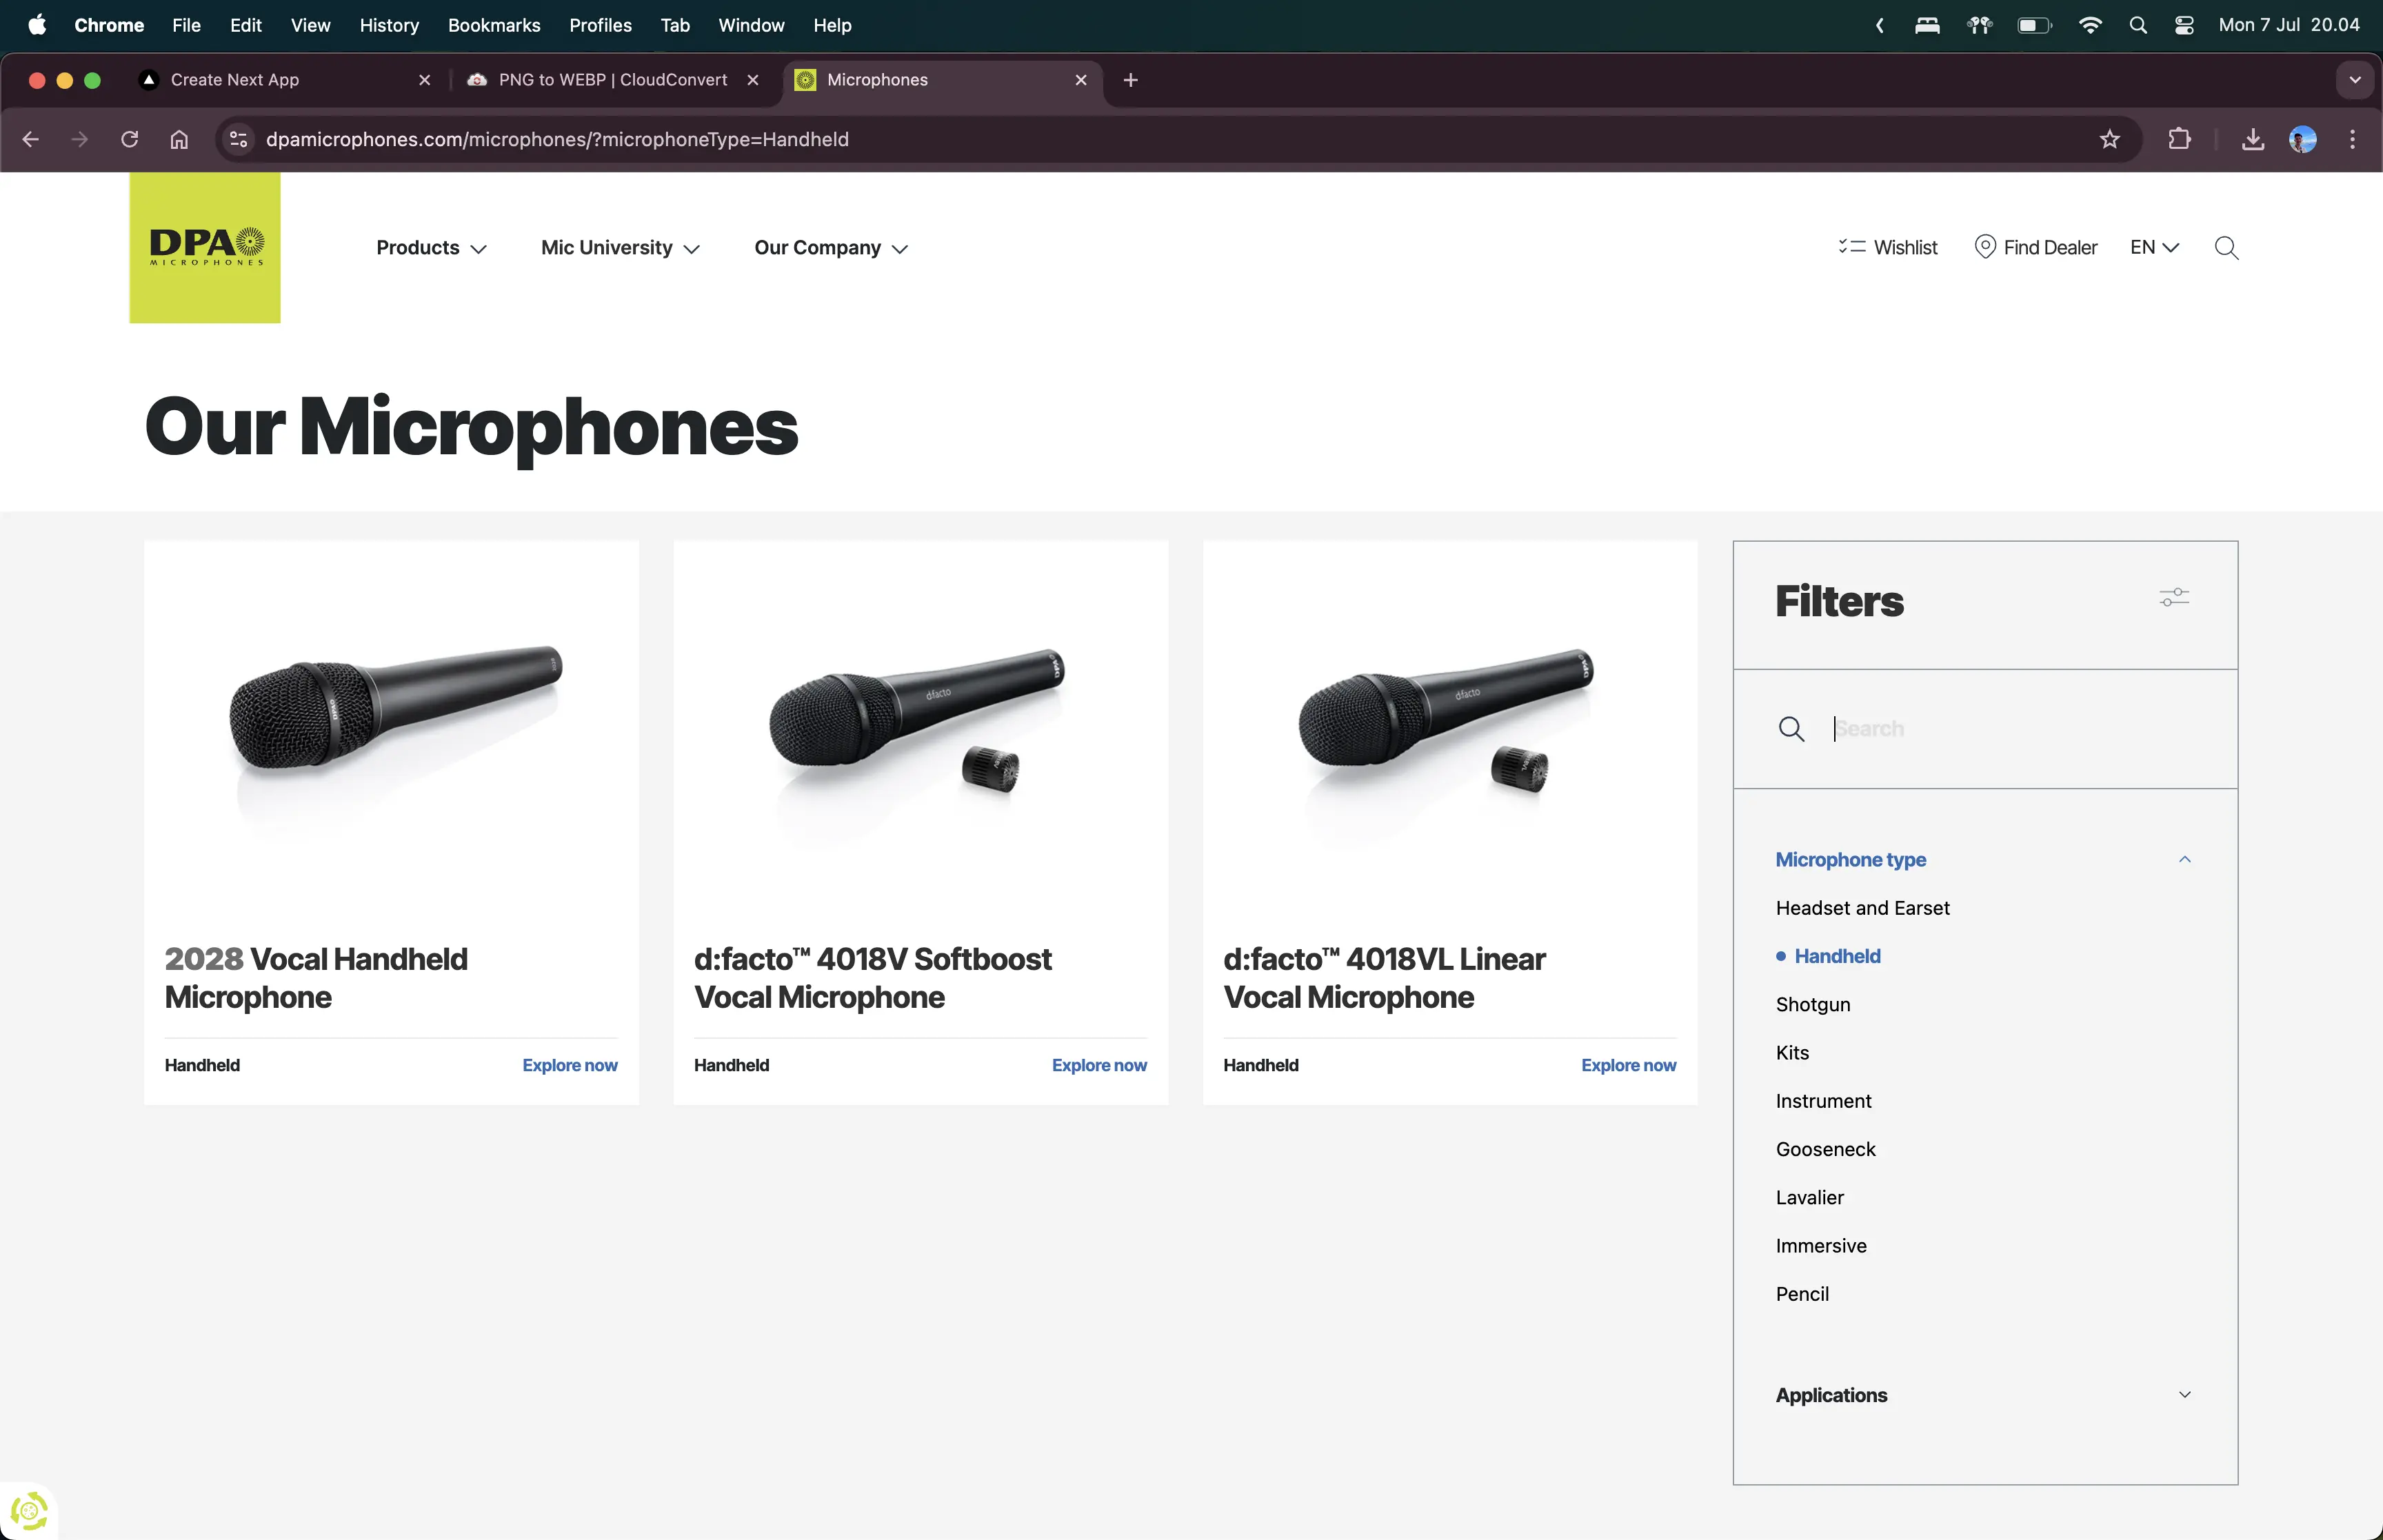 Chrome File Edit View History Bookmarks Profiles Tab Window Help Mon 7 Jul 20.04
Create Next App PNG to WEBP | CloudConvert Microphones
dpamicrophones.com/microphones/?microphoneType=Handheld
DPA
MICROPHONES
Products Mic University Our Company Wishlist Find Dealer EN
Our Microphones
2028 Vocal Handheld
Microphone
Handheld Explore now
d:facto
d:facto™ 4018V Softboost
Vocal Microphone
Handheld Explore now
d:facto
d:facto™ 4018VL Linear
Vocal Microphone
Handheld Explore now
Filters
Search
Microphone type
Headset and Earset
Handheld
Shotgun
Kits
Instrument
Gooseneck
Lavalier
Immersive
Pencil
Applications